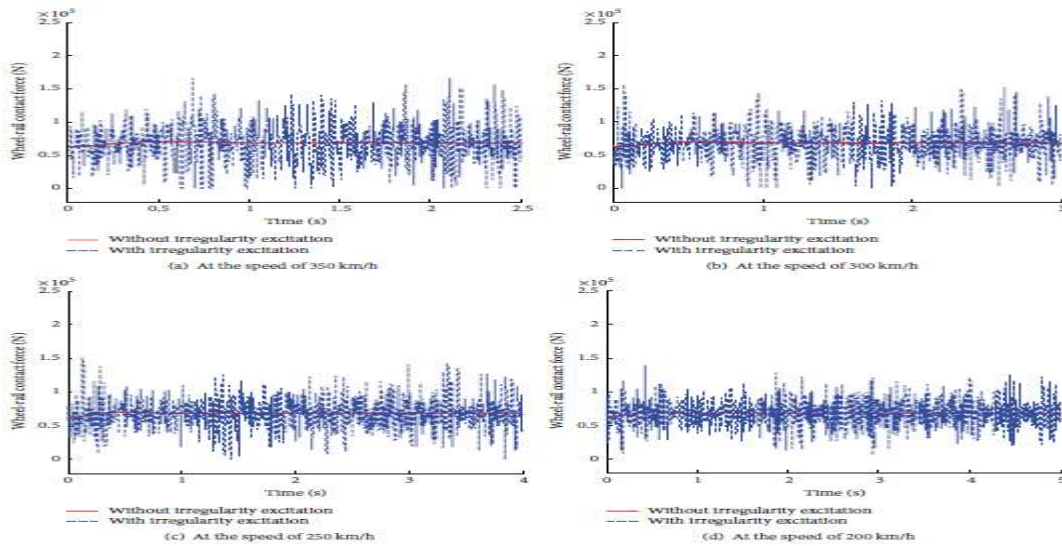 ×10⁵
2.5
2
1.5
1
0.5
0
Wheel-rail contact force (N)
0 0.5 1 1.5 2 2.5
Time (s)
Without irregularity excitation
With irregularity excitation
(a) At the speed of 350 km/h
×10⁵
2.5
2
1.5
1
0.5
0
Wheel-rail contact force (N)
0 1 2
Time (s)
Without irregularity excitation
With irregularity excitation
(b) At the speed of 300 km/h
×10⁵
2.5
2
1.5
1
0.5
0
Wheel-rail contact force (N)
0 1 2 3 4
Time (s)
Without irregularity excitation
With irregularity excitation
(c) At the speed of 250 km/h
×10⁵
2.5
2
1.5
1
0.5
0
Wheel-rail contact force (N)
0 1 2 3 4 5
Time (s)
Without irregularity excitation
With irregularity excitation
(d) At the speed of 200 km/h